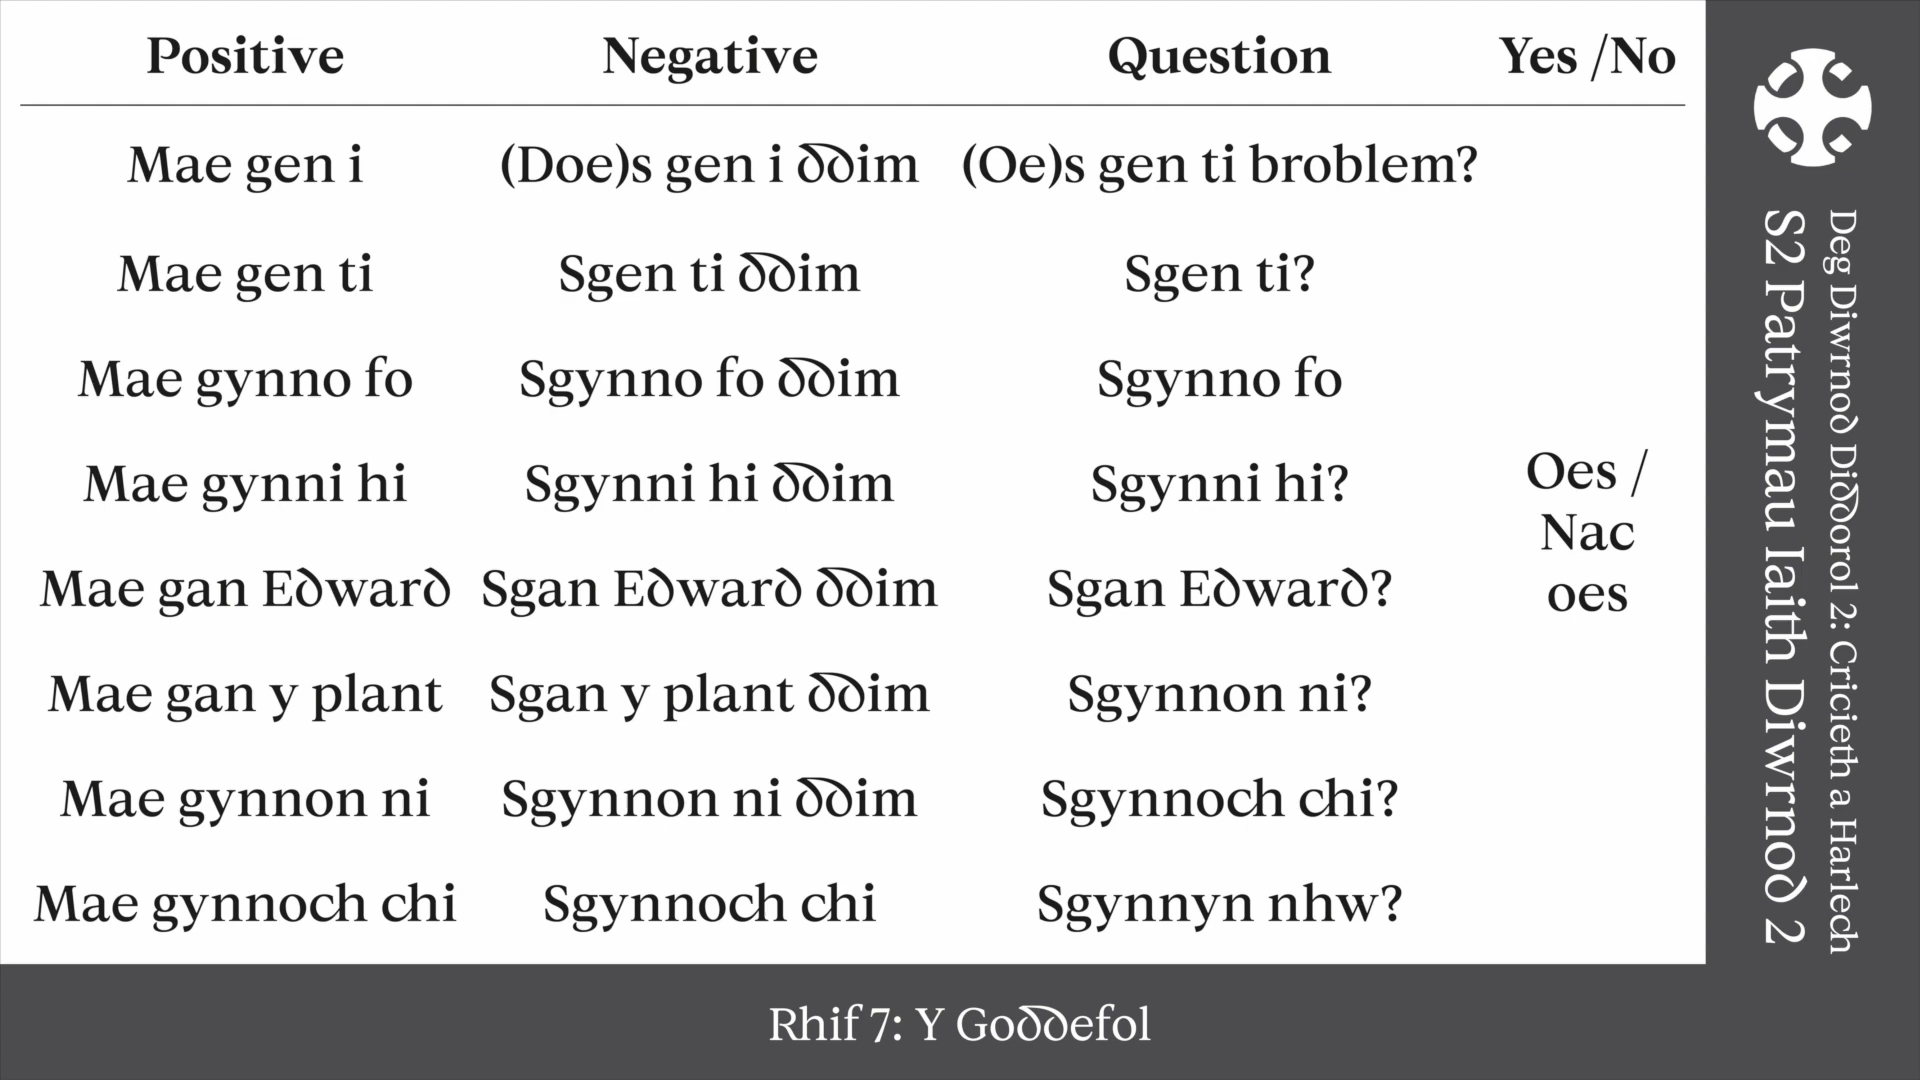 Positive Negative Question Yes /No
Mae gen i (Doe)s gen i ddim (Oe)s gen ti broblem?
Mae gen ti Sgen ti ddim Sgen ti?
Mae gynno fo Sgynno fo ddim Sgynno fo
Mae gynni hi Sgynni hi ddim Sgynni hi?
Mae gan Edward Sgan Edward ddim Sgan Edward?
Mae gan y plant Sgan y plant ddim Sgynnon ni?
Mae gynnon ni Sgynnon ni ddim Sgynnoch chi?
Mae gynnoch chi Sgynnoch chi Sgynnyn nhw?
Oes /
Nac
oes
Deg Diwrnod Diddorol 2: Cricieth a Harlech
S2 Patrymau Iaith Diwrnod 2
Rhif 7: Y Goddefol